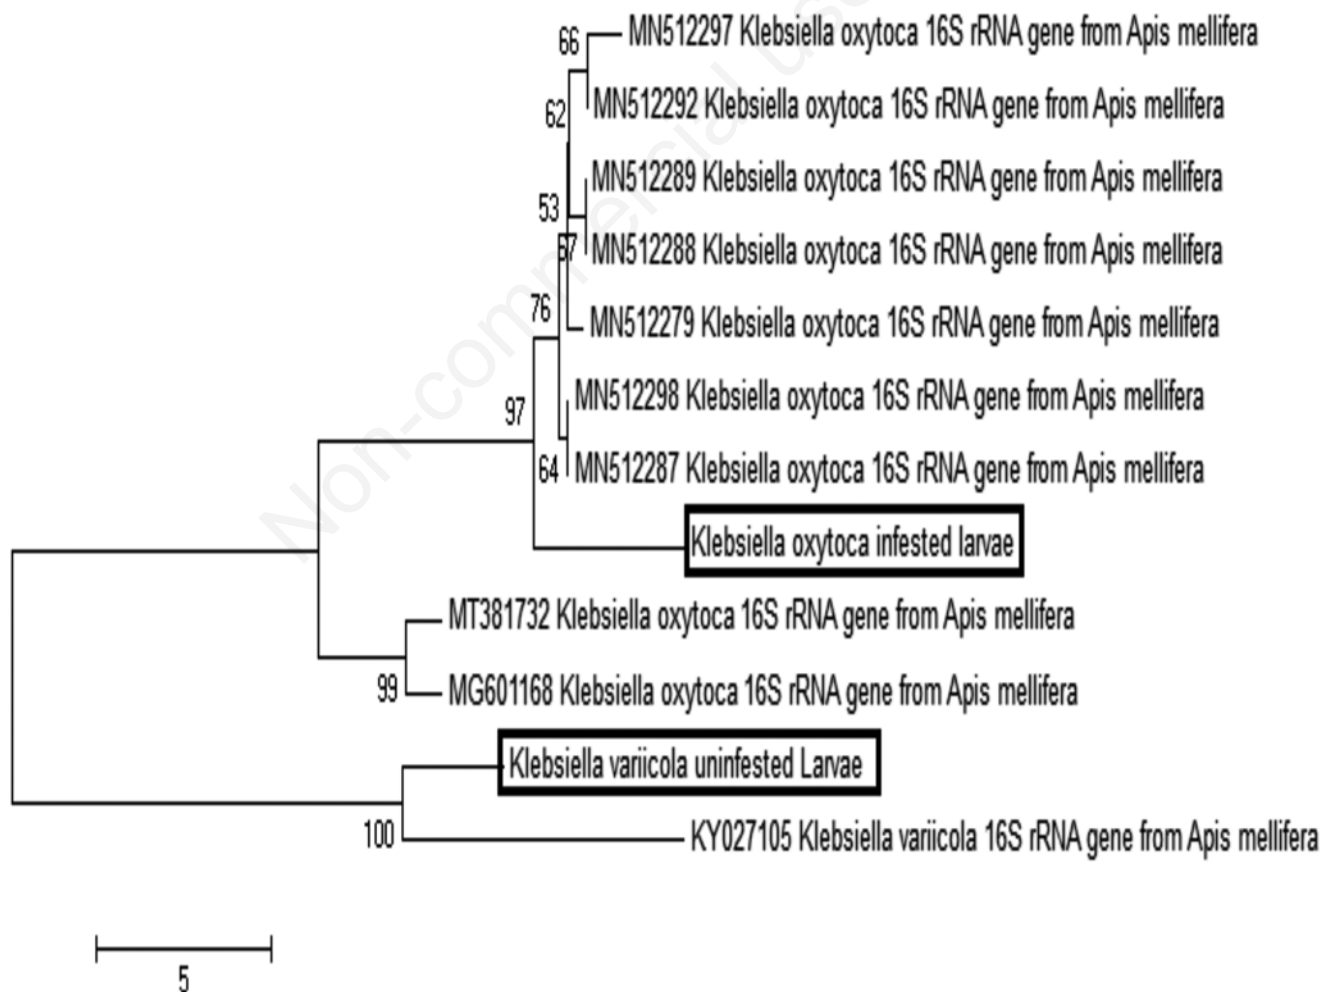 66
MN512297 Klebsiella oxytoca 16S rRNA gene from Apis mellifera
62
MN512292 Klebsiella oxytoca 16S rRNA gene from Apis mellifera
MN512289 Klebsiella oxytoca 16S rRNA gene from Apis mellifera
53
67
MN512288 Klebsiella oxytoca 16S rRNA gene from Apis mellifera
76
MN512279 Klebsiella oxytoca 16S rRNA gene from Apis mellifera
MN512298 Klebsiella oxytoca 16S rRNA gene from Apis mellifera
97
64
MN512287 Klebsiella oxytoca 16S rRNA gene from Apis mellifera
Klebsiella oxytoca infested larvae
MT381732 Klebsiella oxytoca 16S rRNA gene from Apis mellifera
99
MG601168 Klebsiella oxytoca 16S rRNA gene from Apis mellifera
Klebsiella variicola uninfested Larvae
100
KY027105 Klebsiella variicola 16S rRNA gene from Apis mellifera
5
Non-commercial use